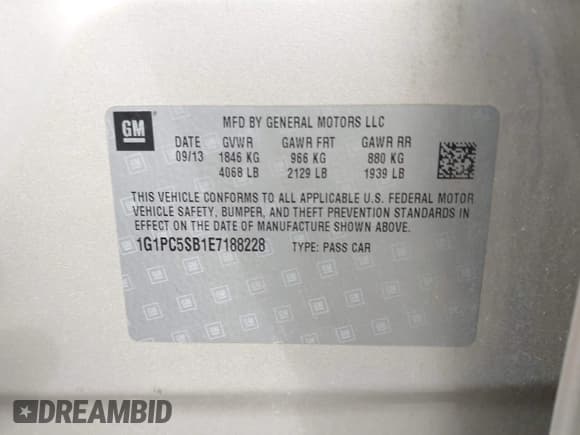 GM
MFD BY GENERAL MOTORS LLC
DATE GVWR GAWR FRT GAWR RR
09/13 1846 KG 966 KG 880 KG
4068 LB 2129 LB 1939 LB
THIS VEHICLE CONFORMS TO ALL APPLICABLE U.S. FEDERAL MOTOR
VEHICLE SAFETY, BUMPER, AND THEFT PREVENTION STANDARDS IN
EFFECT ON THE DATE OF MANUFACTURE SHOWN ABOVE.
1G1PC5SB1E7188228 TYPE: PASS CAR
DREAMBID